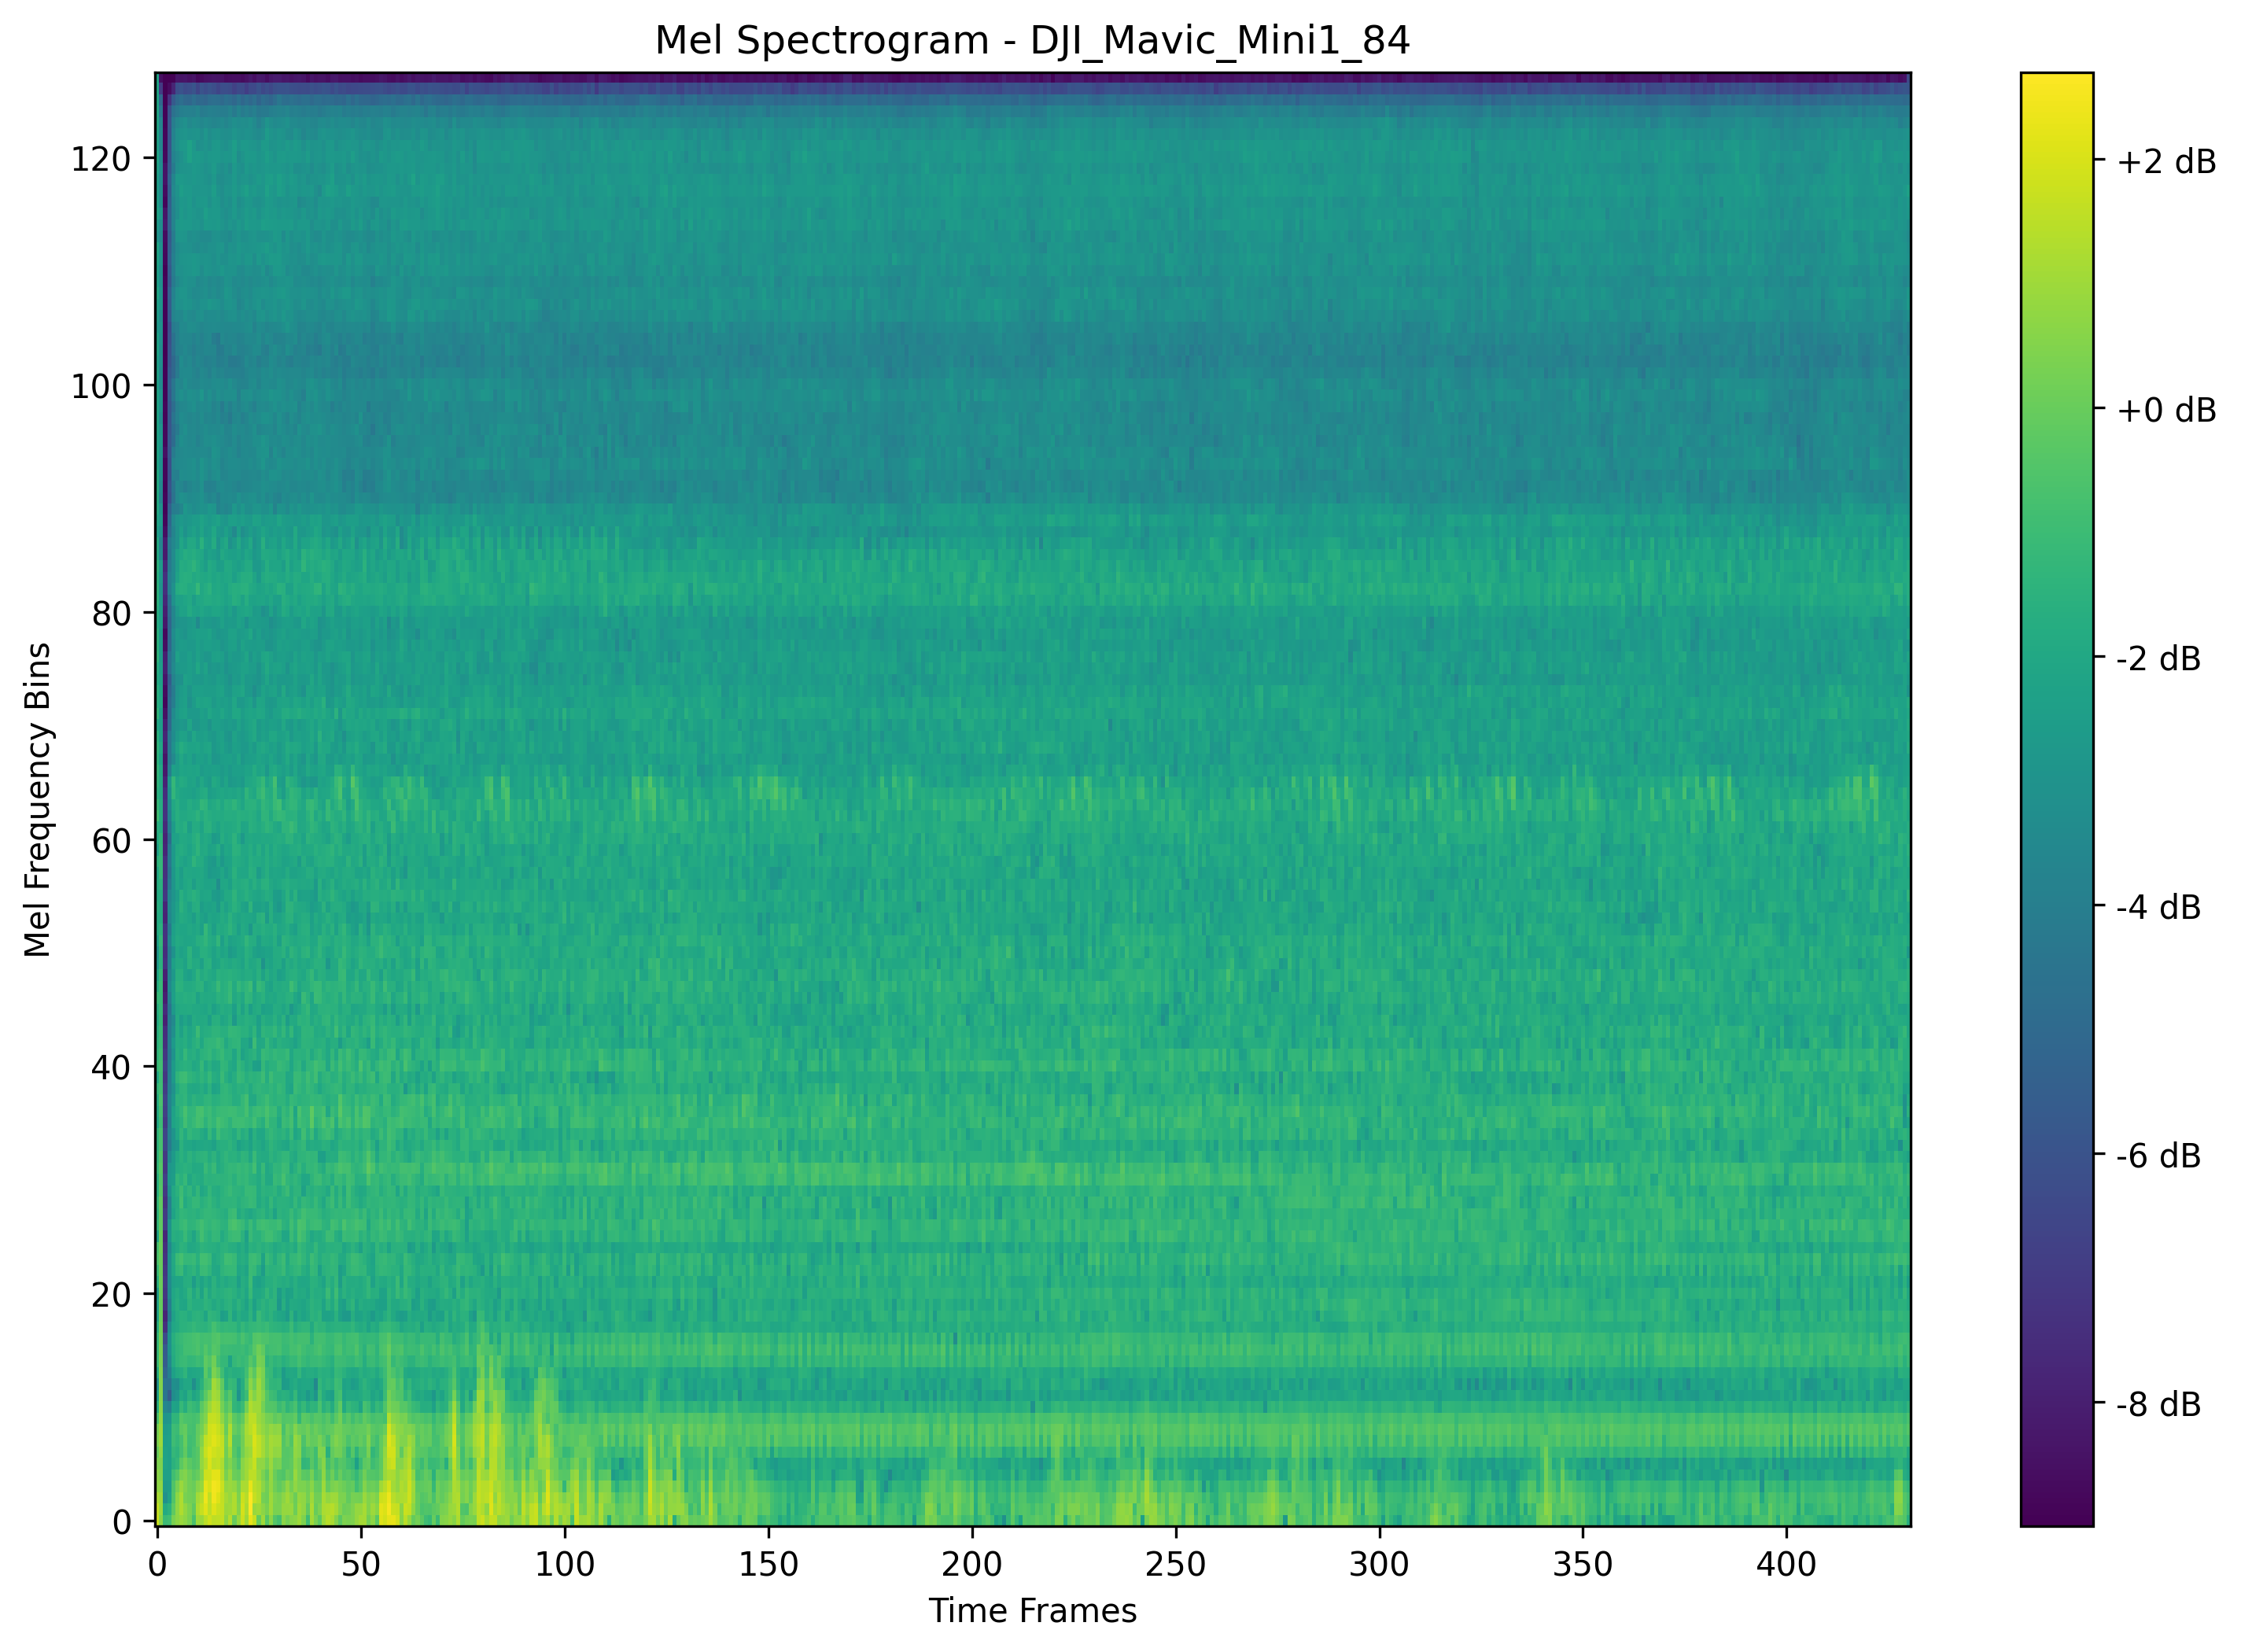 Mel Spectrogram - DJI_Mavic_Mini1_84
Mel Frequency Bins
120
100
80
60
40
20
0
0 50 100 150 200 250 300 350 400
Time Frames
+2 dB
+0 dB
-2 dB
-4 dB
-6 dB
-8 dB